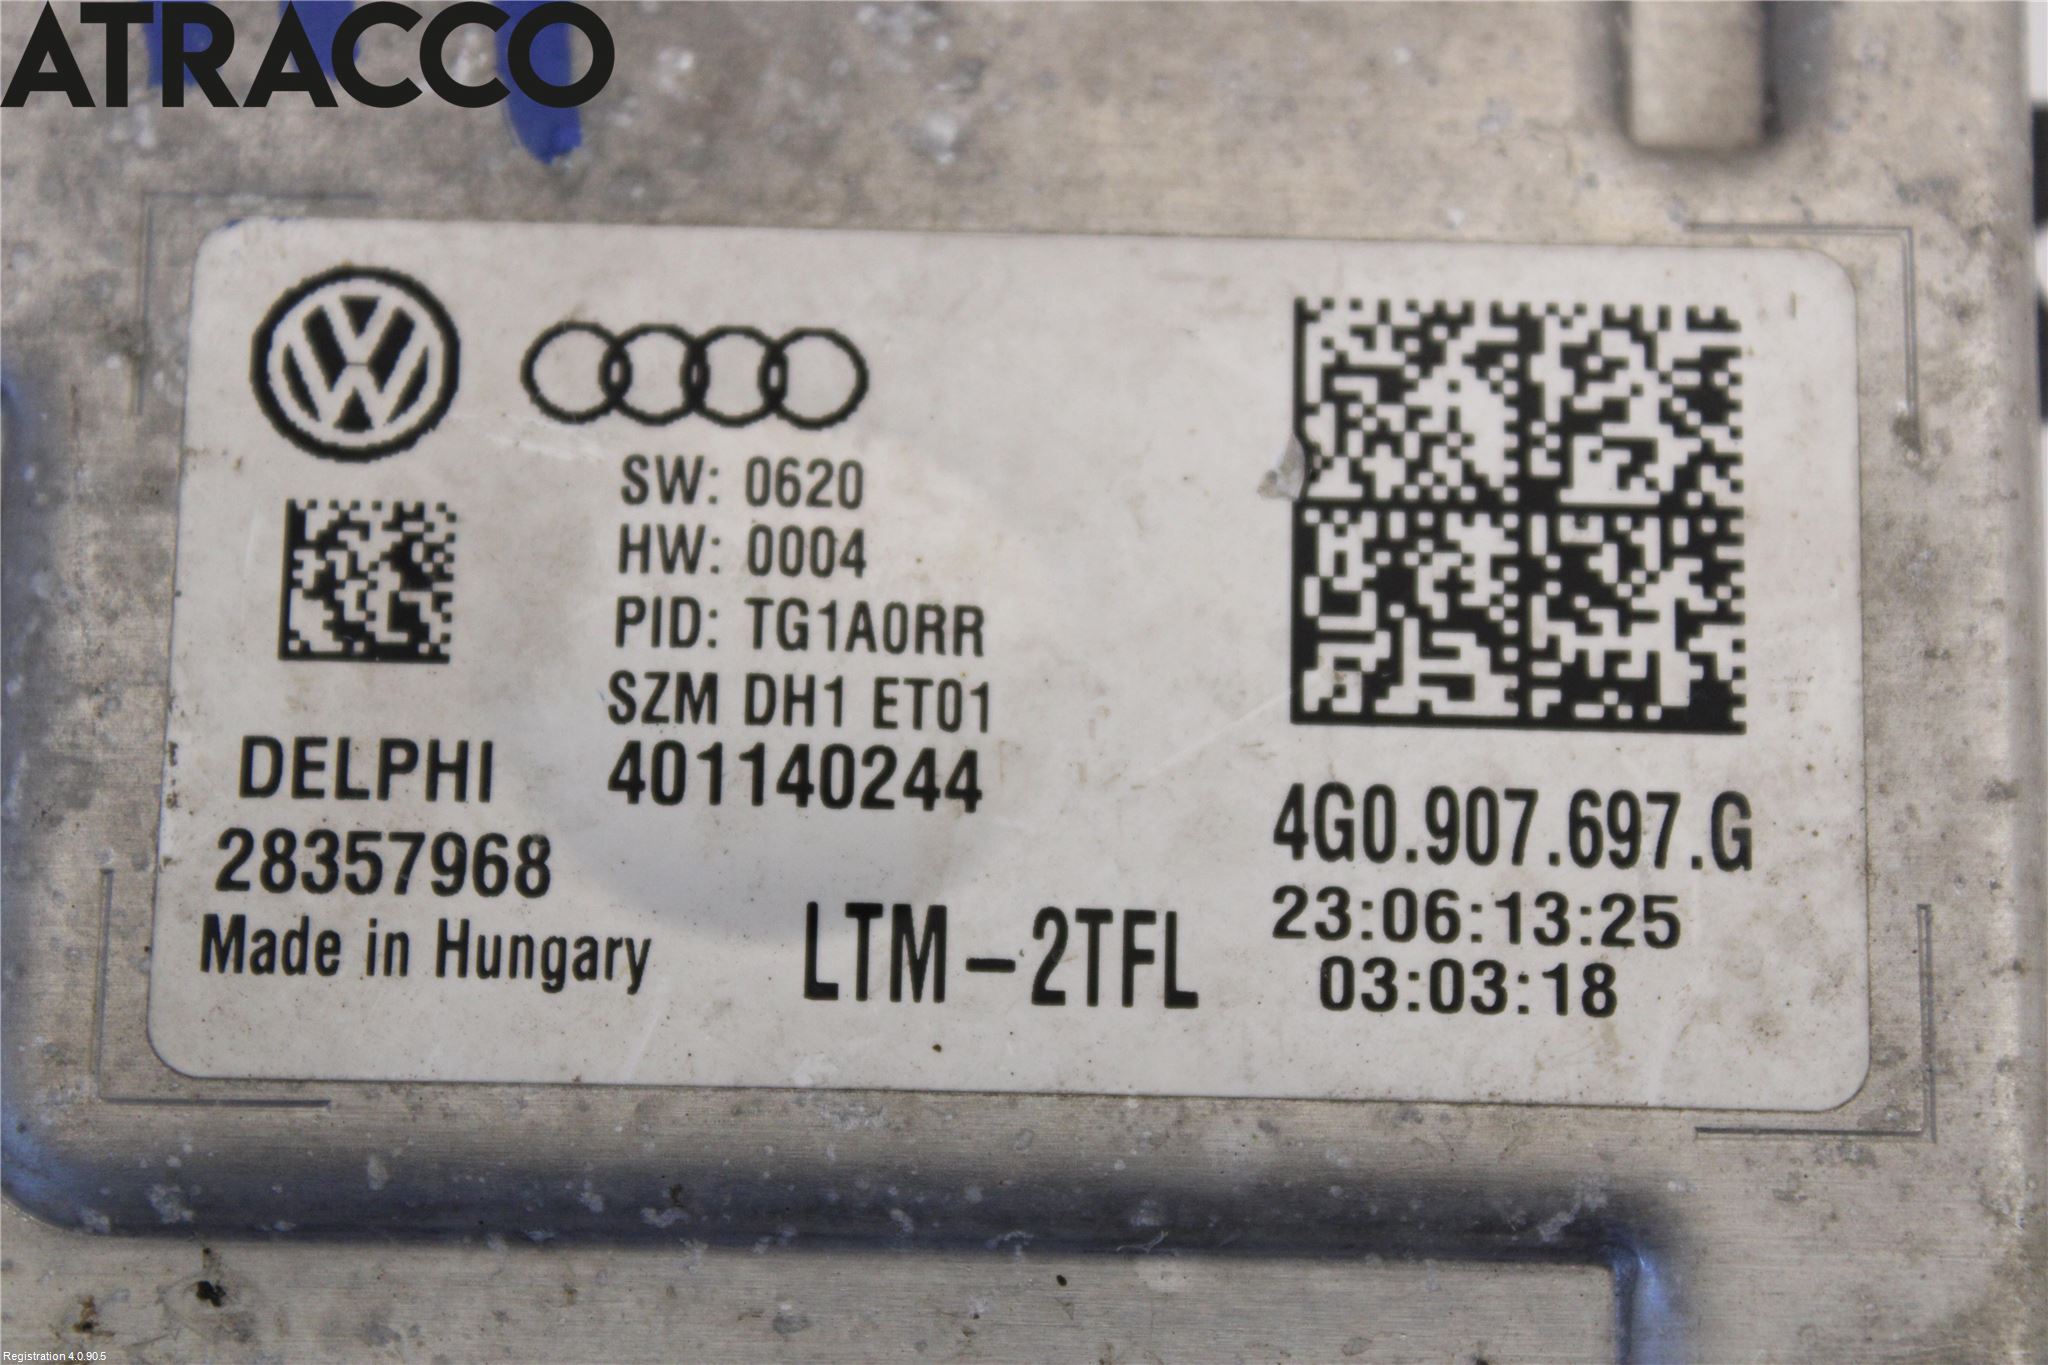 ATRACCO
SW: 0620
HW: 0004
PID: TG1A0RR
SZM DH1 ET01
401140244
DELPHI
28357968
Made in Hungary
LTM-2TFL
4G0.907.697.G
23:06:13:25
03:03:18
Registration 4.0.90.5